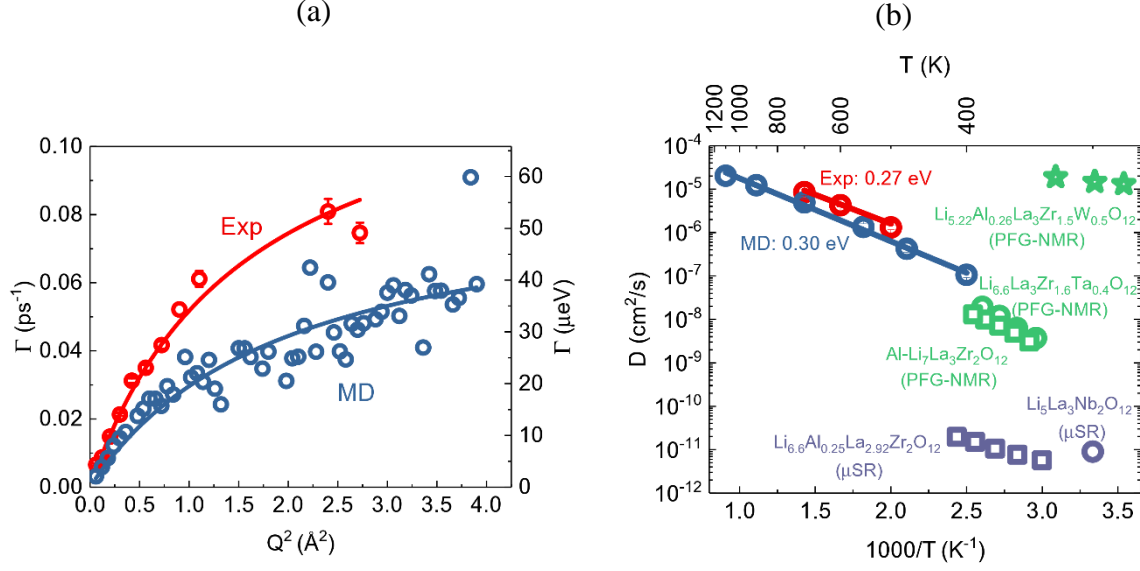 (a)
(b)
0.10
0.08
0.06
0.04
0.02
0.00
Γ (ps⁻¹)
60
50
40
30
20
10
0
Γ (μeV)
Exp
MD
0.0 0.5 1.0 1.5 2.0 2.5 3.0 3.5 4.0
Q² (Å²)
T (K)
1200 1000 800 600 400
10⁻⁴
10⁻⁵
10⁻⁶
10⁻⁷
10⁻⁸
10⁻⁹
10⁻¹⁰
10⁻¹¹
10⁻¹²
D (cm²/s)
Exp: 0.27 eV
MD: 0.30 eV
Li₅.₂₂Al₀.₂₆La₃Zr₁.₅W₀.₅O₁₂
(PFG-NMR)
Li₆.₆La₃Zr₁.₆Ta₀.₄O₁₂
(PFG-NMR)
Al-Li₇La₃Zr₂O₁₂
(PFG-NMR)
Li₅La₃Nb₂O₁₂
(μSR)
Li₆.₆Al₀.₂₅La₂.₉₂Zr₂O₁₂
(μSR)
1.0 1.5 2.0 2.5 3.0 3.5
1000/T (K⁻¹)